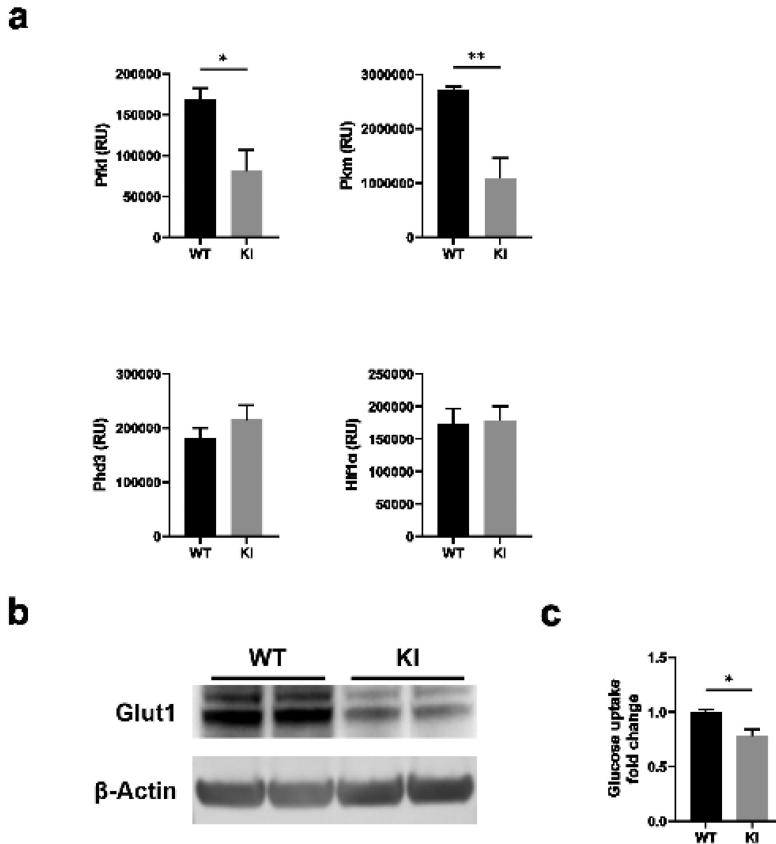 a
*
**
200000
150000
100000
50000
0
Pfkl (RU)
WT KI
3000000
2000000
1000000
0
Pkm (RU)
WT KI
300000
200000
100000
0
Phd3 (RU)
WT KI
250000
200000
150000
100000
50000
0
Hif1α (RU)
WT KI
b
WT KI
Glut1
β-Actin
c
*
1.5
1.0
0.5
0.0
Glucose uptake
fold change
WT KI